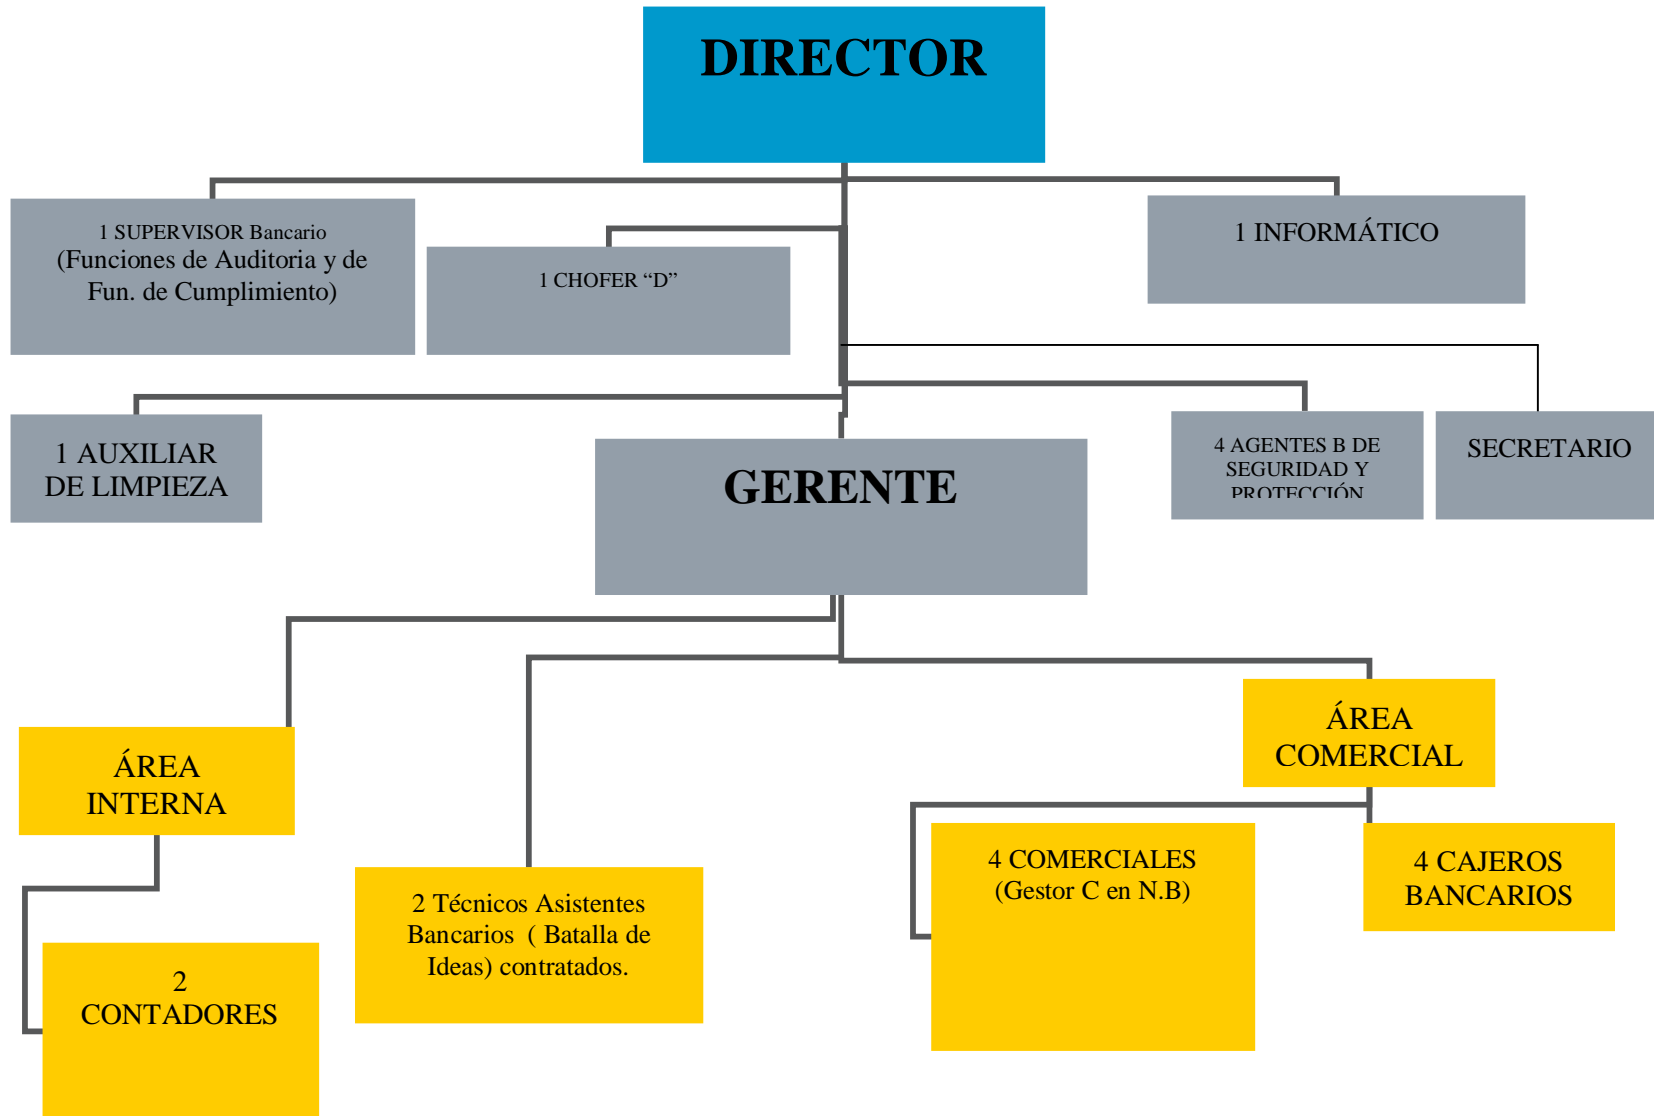 DIRECTOR
1 SUPERVISOR Bancario
(Funciones de Auditoria y de
Fun. de Cumplimiento)
1 CHOFER “D”
1 INFORMÁTICO
1 AUXILIAR
DE LIMPIEZA
GERENTE
4 AGENTES B DE
SEGURIDAD Y
PROTECCIÓN
SECRETARIO
ÁREA
INTERNA
ÁREA
COMERCIAL
2
CONTADORES
2 Técnicos Asistentes
Bancarios ( Batalla de
Ideas) contratados.
4 COMERCIALES
(Gestor C en N.B)
4 CAJEROS
BANCARIOS